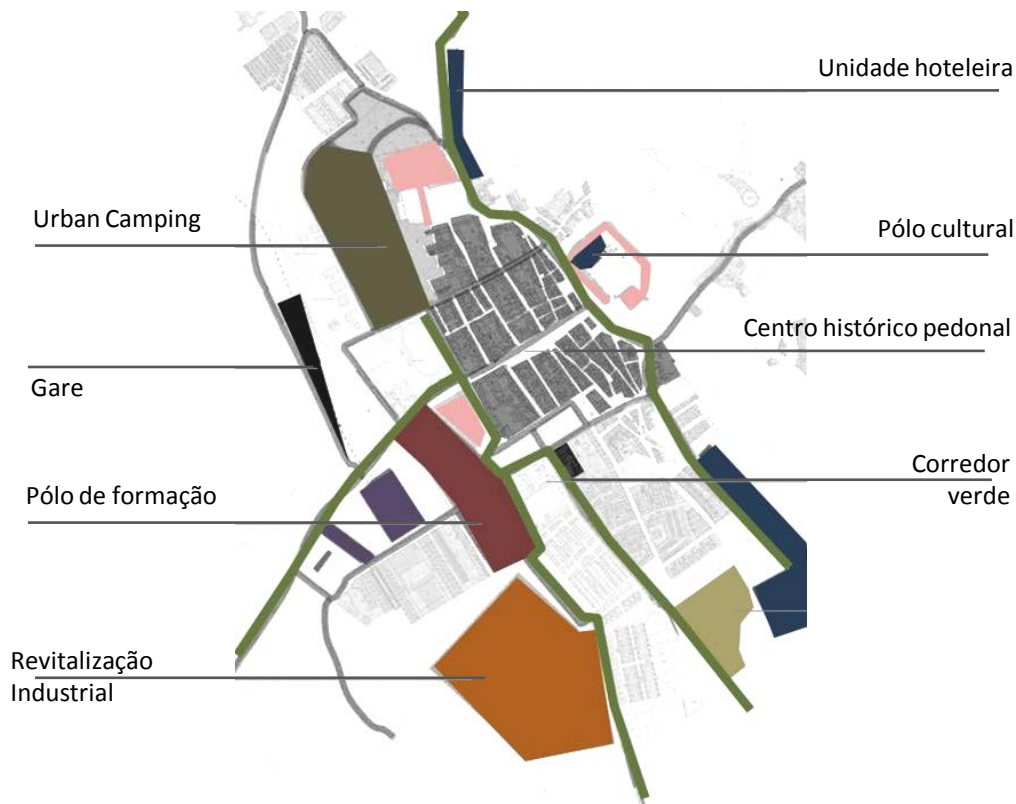 Unidade hoteleira
Urban Camping
Pólo cultural
Centro histórico pedonal
Gare
Corredor
verde
Pólo de formação
Revitalização
Industrial